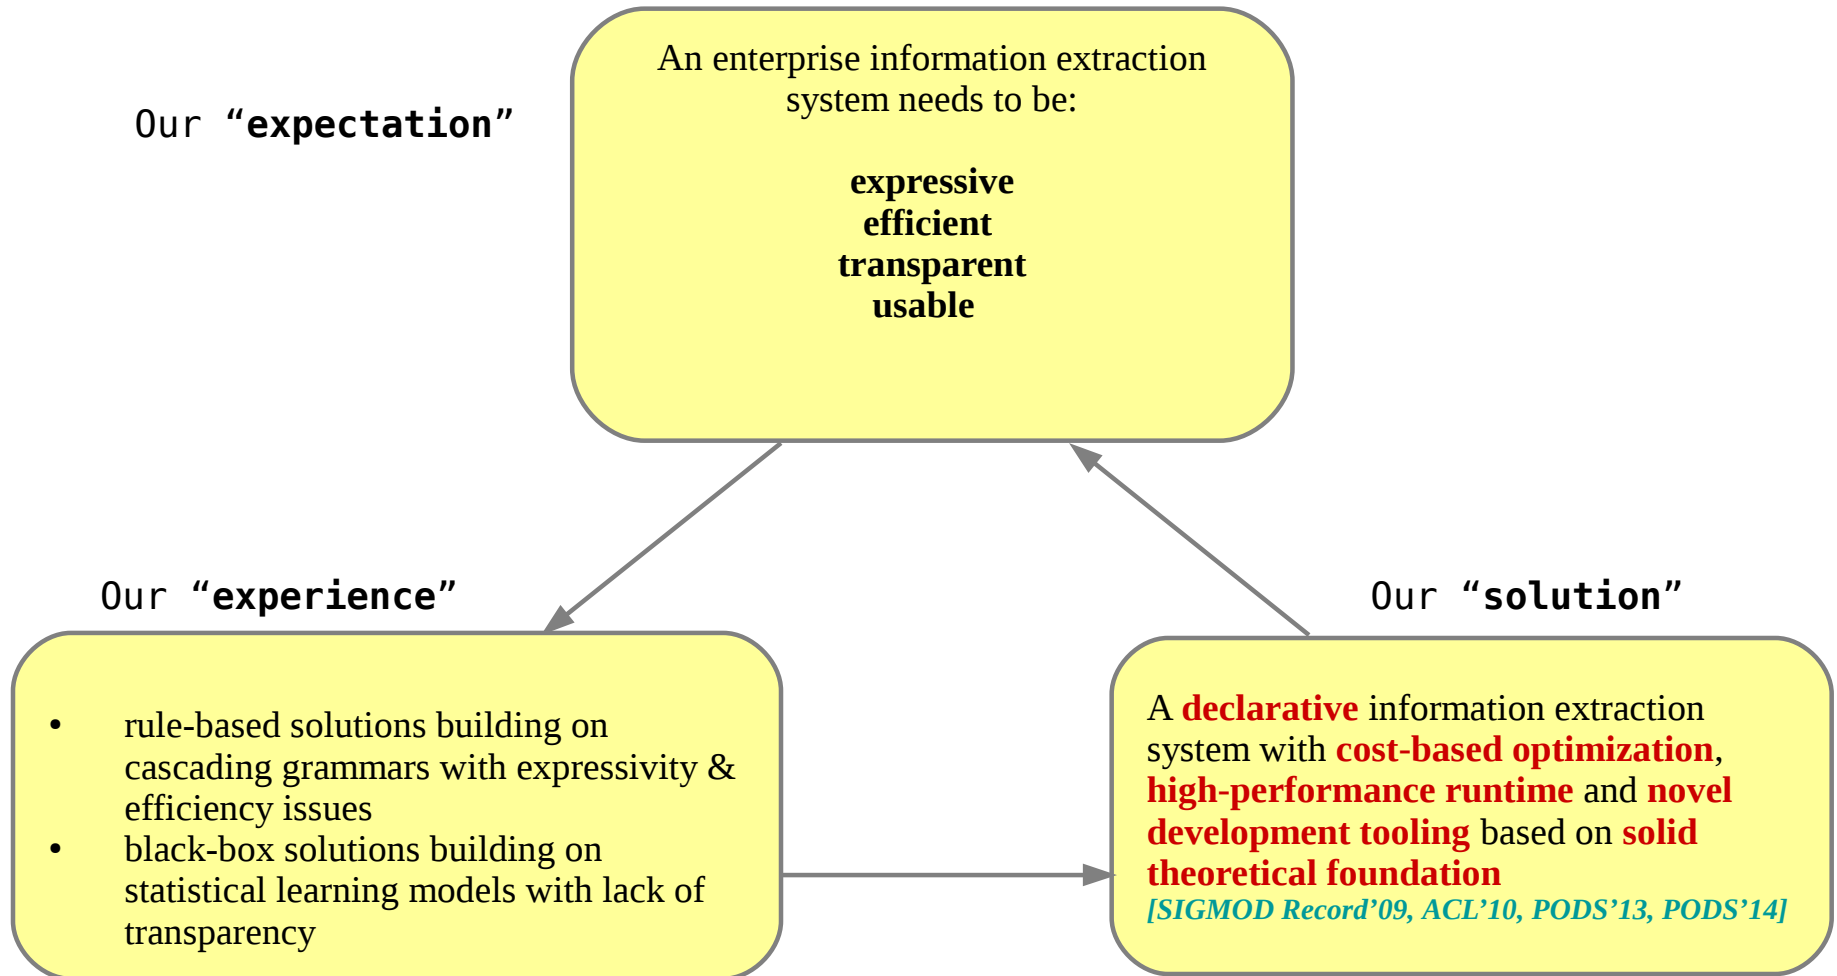 Our “expectation”
An enterprise information extraction
system needs to be:
expressive
efficient
transparent
usable
Our “experience”
• rule-based solutions building on
cascading grammars with expressivity &
efficiency issues
• black-box solutions building on
statistical learning models with lack of
transparency
Our “solution”
A declarative information extraction
system with cost-based optimization,
high-performance runtime and novel
development tooling based on solid
theoretical foundation
[SIGMOD Record’09, ACL’10, PODS’13, PODS’14]